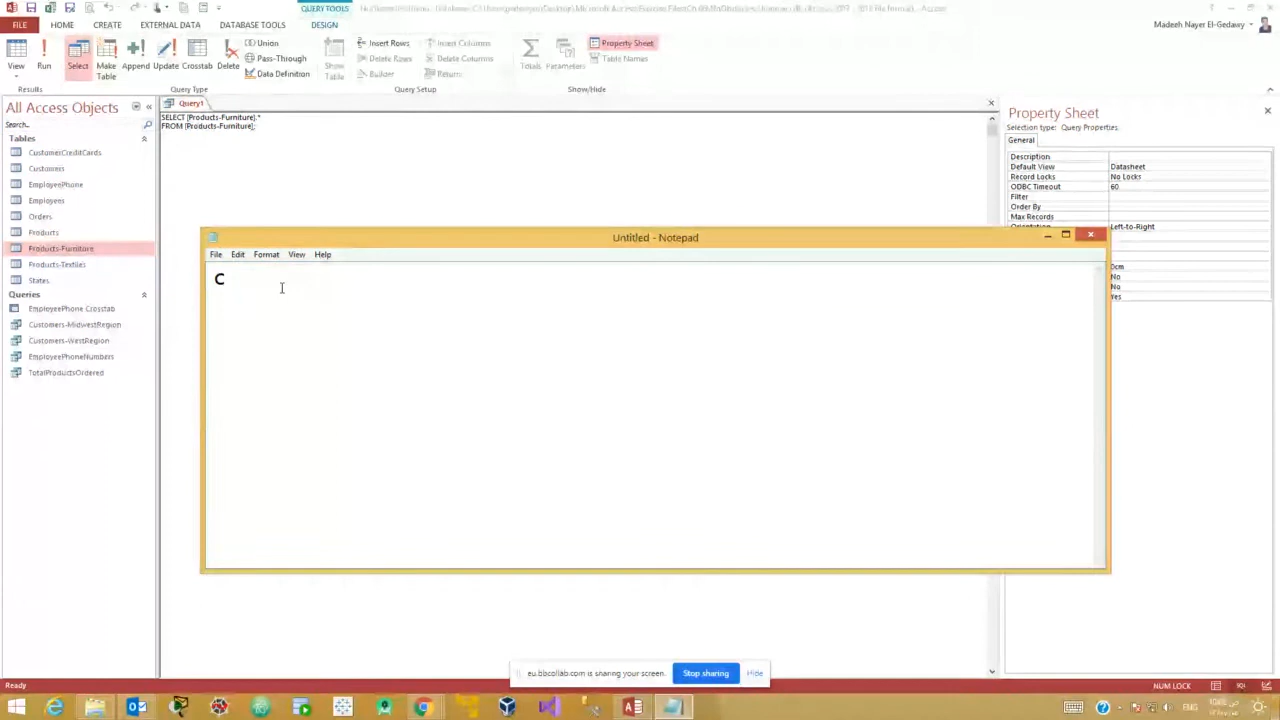 QUERY TOOLS
FILE HOME CREATE EXTERNAL DATA DATABASE TOOLS DESIGN
Madeeh Nayer El-Gedawy
View Run Select Make Table Append Update Crosstab Delete
Union
Pass-Through
Data Definition
Show Table
Insert Rows
Delete Rows
Builder
Insert Columns
Delete Columns
Return:
Totals Parameters
Property Sheet
Table Names
Results Query Type Query Setup Show/Hide
All Access Objects
Search...
Tables
CustomerCreditCards
Customers
EmployeePhone
Employees
Orders
Products
Products-Furniture
Products-Textiles
States
Queries
EmployeePhone Crosstab
Customers-MidwestRegion
Customers-WestRegion
EmployeePhoneNumbers
TotalProductsOrdered
Query1
SELECT [Products-Furniture].*
FROM [Products-Furniture];
Untitled - Notepad
File Edit Format View Help
C
Property Sheet
Selection type: Query Properties
General
Description
Default View Datasheet
Record Locks No Locks
ODBC Timeout 60
Filter
Order By
Max Records
Orientation Left-to-Right
0cm
No
No
Yes
eu.bbcollab.com is sharing your screen.
Stop sharing
Hide
Ready
NUM LOCK
ENG